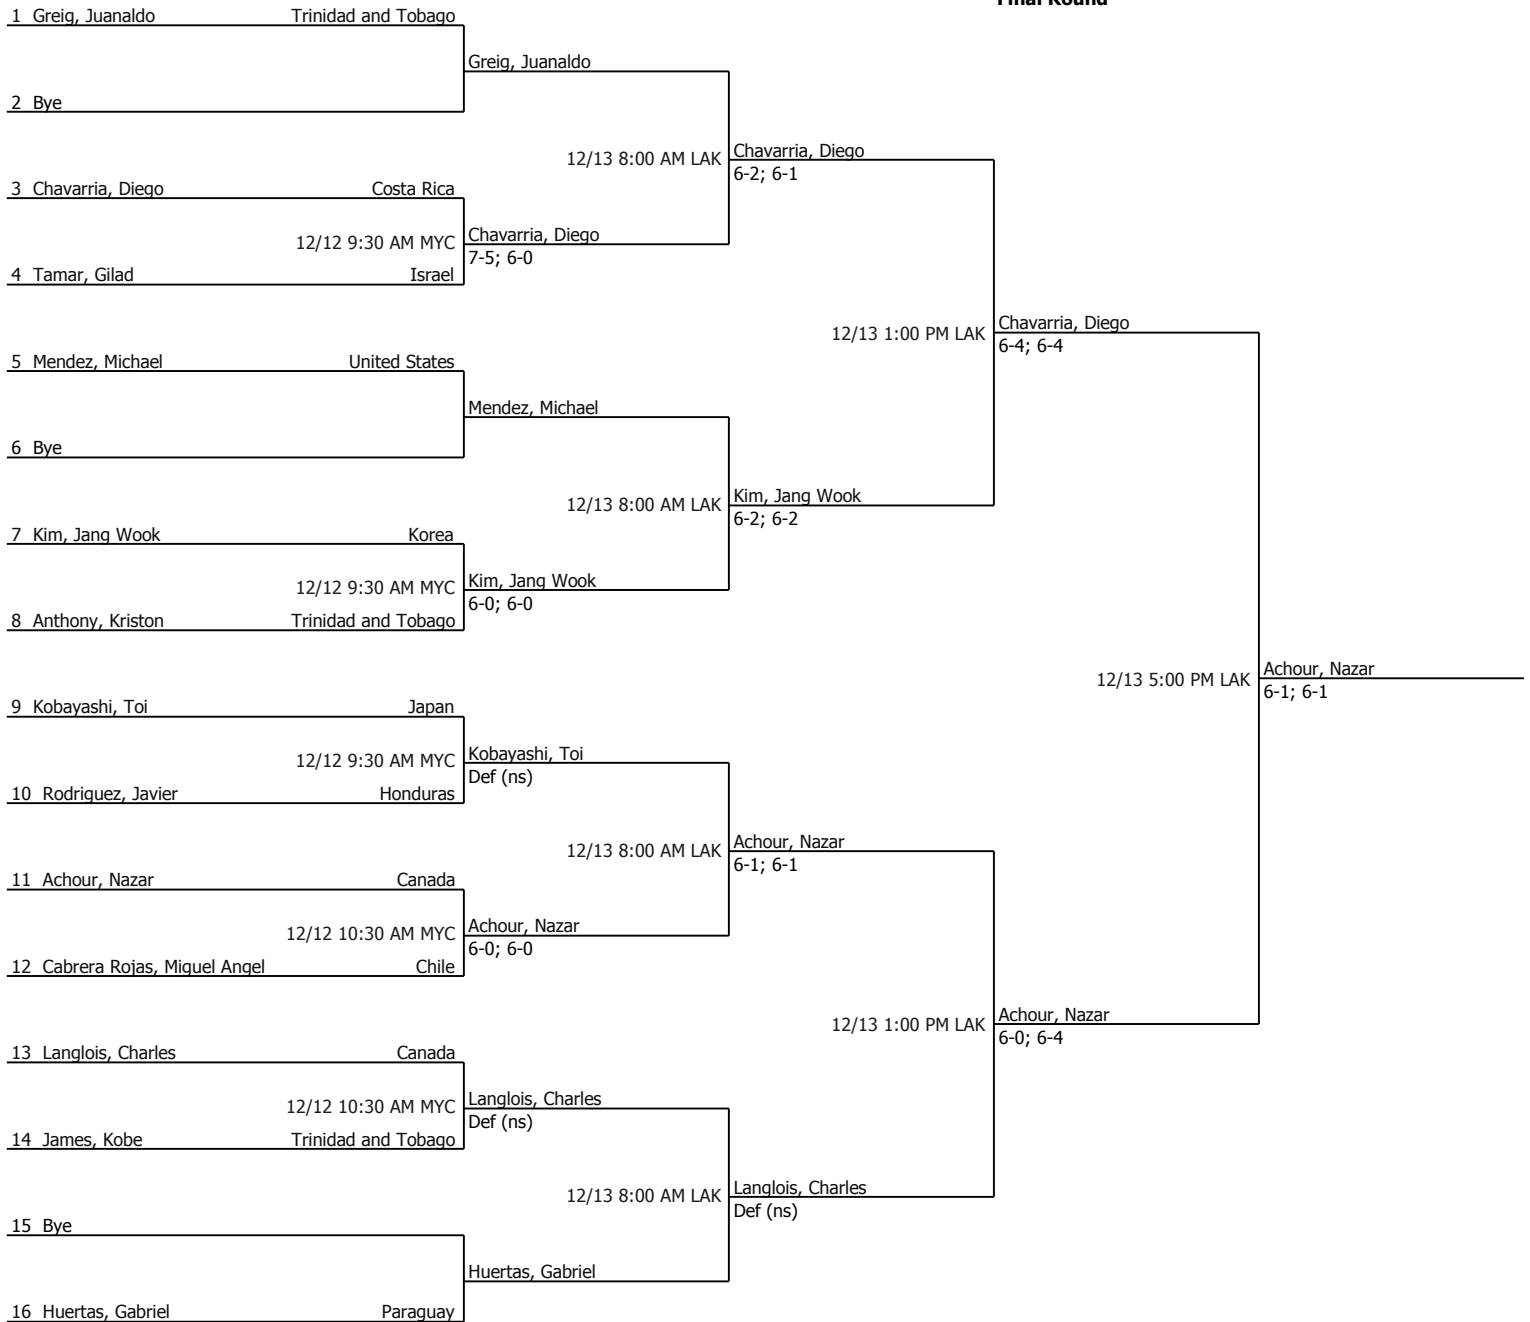 Final Round
1 Greig, Juanaldo Trinidad and Tobago
Greig, Juanaldo
2 Bye
12/13 8:00 AM LAK Chavarria, Diego
6-2; 6-1
3 Chavarria, Diego Costa Rica
12/12 9:30 AM MYC Chavarria, Diego
7-5; 6-0
4 Tamar, Gilad Israel
12/13 1:00 PM LAK Chavarria, Diego
6-4; 6-4
5 Mendez, Michael United States
Mendez, Michael
6 Bye
12/13 8:00 AM LAK Kim, Jang Wook
6-2; 6-2
7 Kim, Jang Wook Korea
12/12 9:30 AM MYC Kim, Jang Wook
6-0; 6-0
8 Anthony, Kriston Trinidad and Tobago
12/13 5:00 PM LAK Achour, Nazar
6-1; 6-1
9 Kobayashi, Toi Japan
12/12 9:30 AM MYC Kobayashi, Toi
Def (ns)
10 Rodriguez, Javier Honduras
12/13 8:00 AM LAK Achour, Nazar
6-1; 6-1
11 Achour, Nazar Canada
12/12 10:30 AM MYC Achour, Nazar
6-0; 6-0
12 Cabrera Rojas, Miguel Angel Chile
12/13 1:00 PM LAK Achour, Nazar
6-0; 6-4
13 Langlois, Charles Canada
12/12 10:30 AM MYC Langlois, Charles
Def (ns)
14 James, Kobe Trinidad and Tobago
12/13 8:00 AM LAK Langlois, Charles
Def (ns)
15 Bye
Huertas, Gabriel
16 Huertas, Gabriel Paraguay